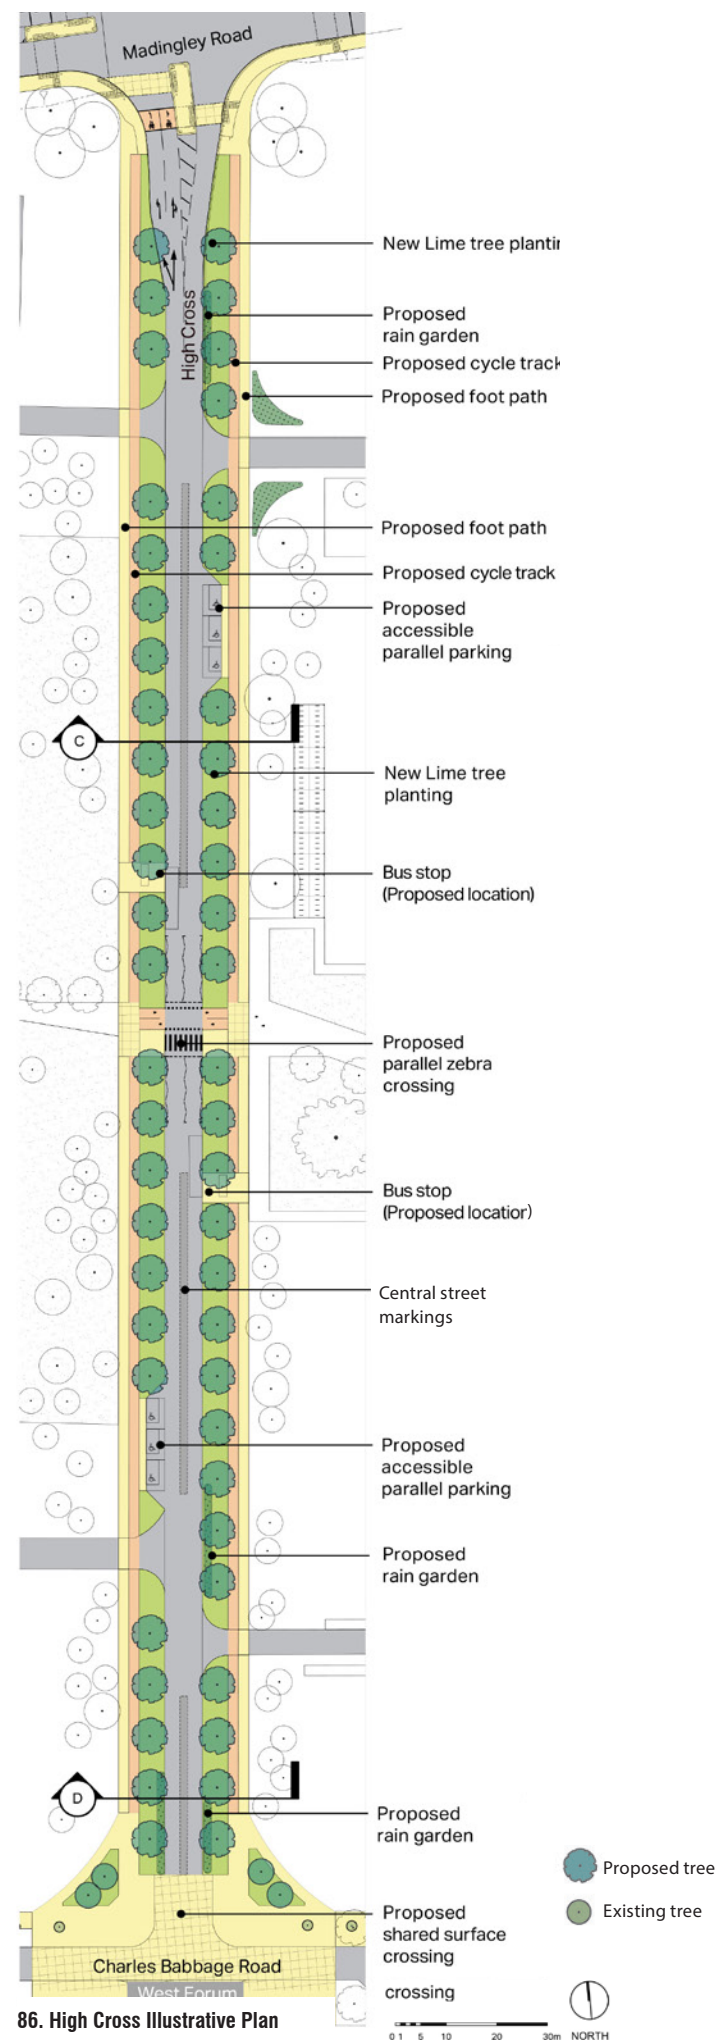 Madingley Road
New Lime tree plantin
High Cross
Proposed
rain garden
Proposed cycle track
Proposed foot path
Proposed foot path
Proposed cycle track
Proposed
accessible
parallel parking
C
New Lime tree
planting
Bus stop
(Proposed location)
Proposed
parallel zebra
crossing
Bus stop
(Proposed location)
Central street
markings
Proposed
accessible
parallel parking
Proposed
rain garden
D
Proposed
rain garden
Proposed tree
Existing tree
Proposed
shared surface
crossing
Charles Babbage Road
crossing
West Forum
86. High Cross Illustrative Plan
0 1 5 10 20 30m
NORTH